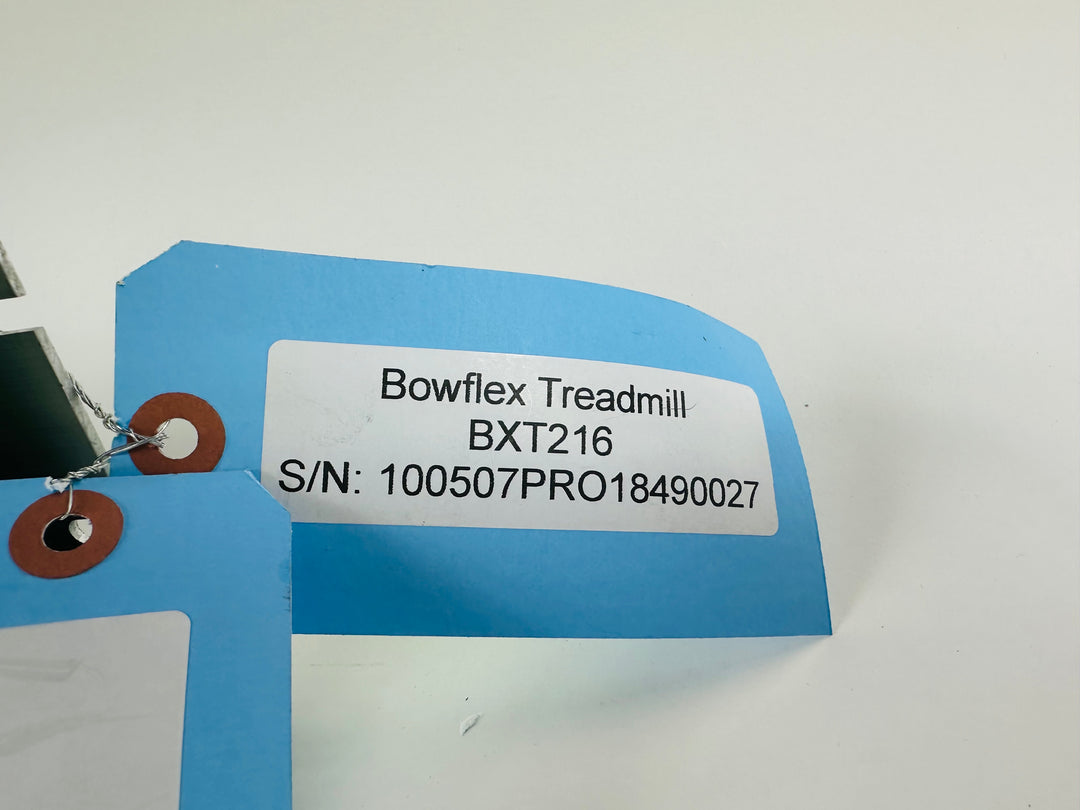 Bowflex Treadmill
BXT216
S/N: 100507PRO18490027